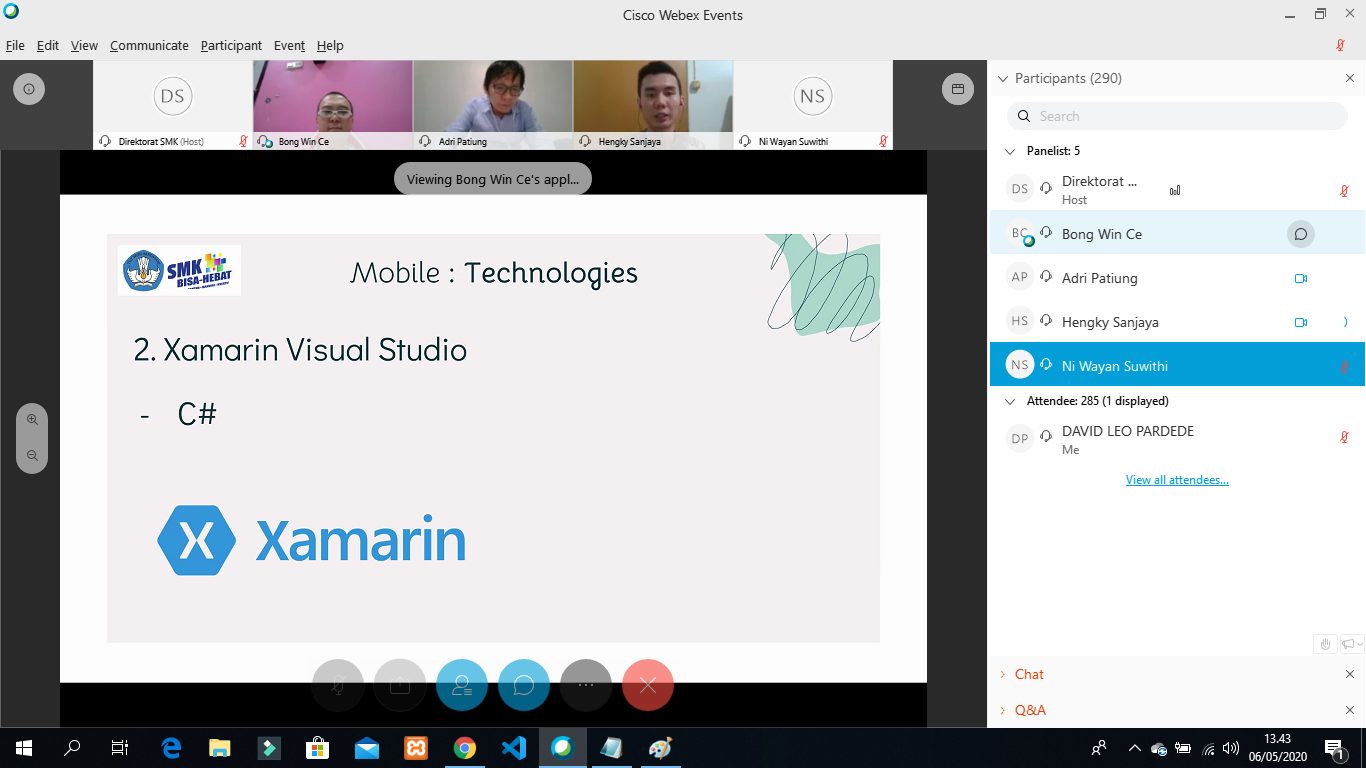 Cisco Webex Events
File Edit View Communicate Participant Event Help
DS
NS
Direktorat SMK (Host)
Bong Win Ce
Adri Patiung
Hengky Sanjaya
Ni Wayan Suwithi
Viewing Bong Win Ce's appl...
SMK
BISA-HEBAT
Mobile : Technologies
2. Xamarin Visual Studio
- C#
X Xamarin
Participants (290)
Search
Panelist: 5
DS Direktorat ...
Host
BC Bong Win Ce
AP Adri Patiung
HS Hengky Sanjaya
NS Ni Wayan Suwithi
Attendee: 285 (1 displayed)
DP DAVID LEO PARDEDE
Me
View all attendees...
Chat
Q&A
13.43
06/05/2020
1